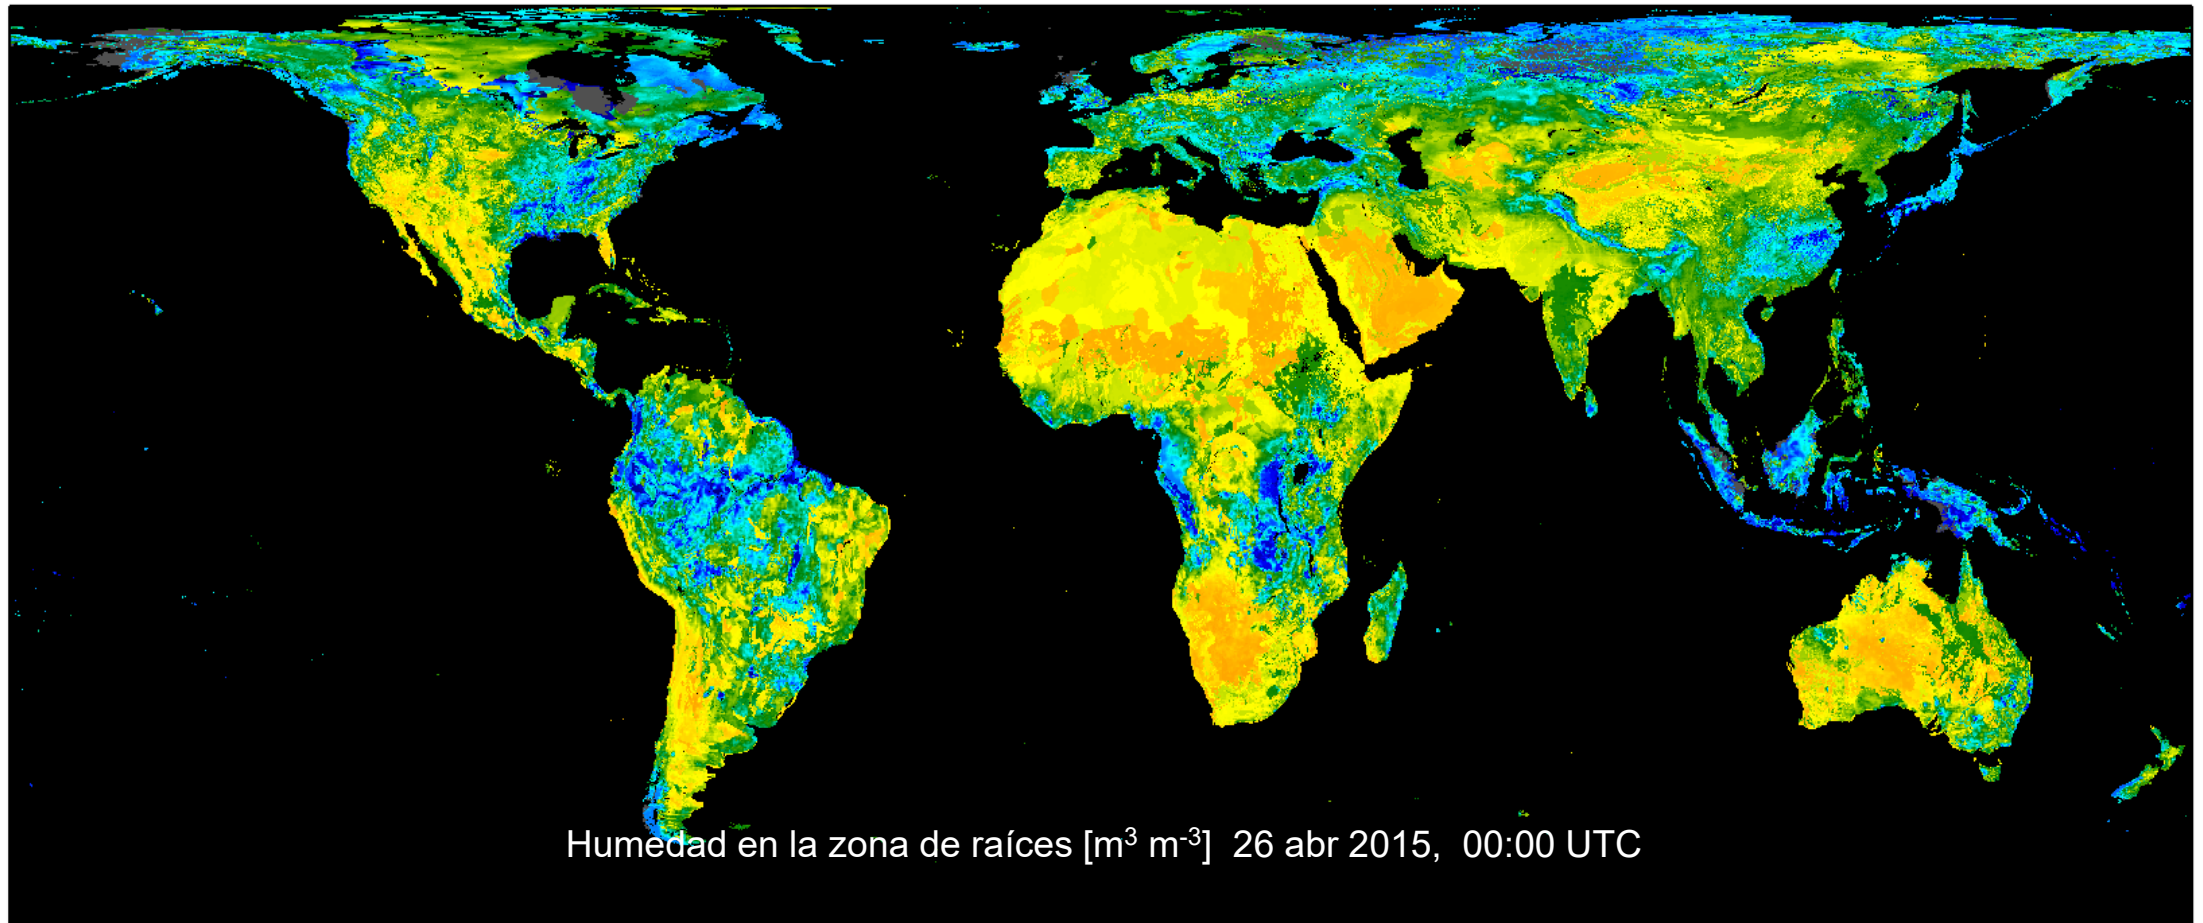 Humedad en la zona de raíces [m³ m⁻³]  26 abr 2015,  00:00 UTC